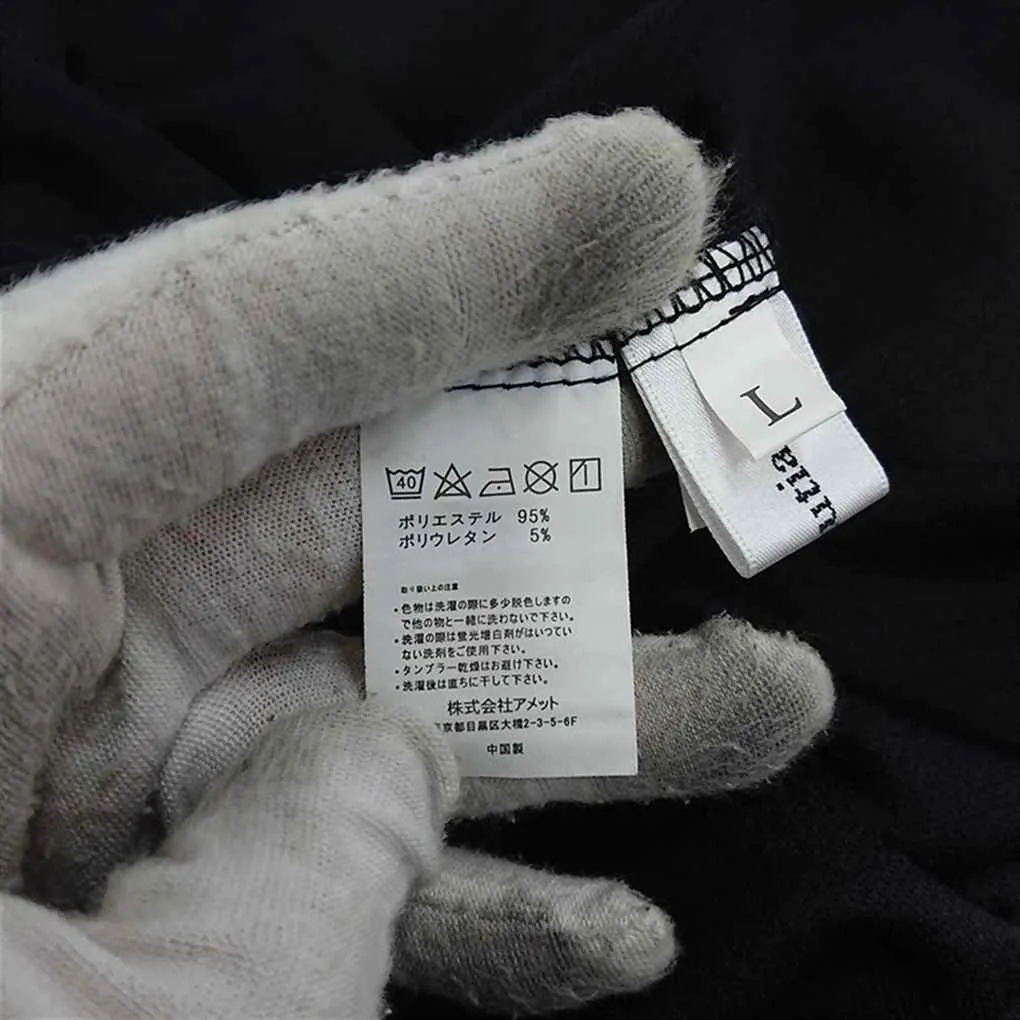 L
40
ポリエステル 95%
ポリウレタン 5%
取り扱い上の注意
・色物は洗濯の際に多少脱色しますの
で他の物と一緒に洗わないで下さい。
・洗濯の際は蛍光増白剤がはいつてい
ない洗剤をご使用下さい。
・タンブラー乾燥はお避け下さい。
・洗濯後は直ちに干して下さい。
株式会社アメット
京都目黒区大橋2-3-5-6F
中国製